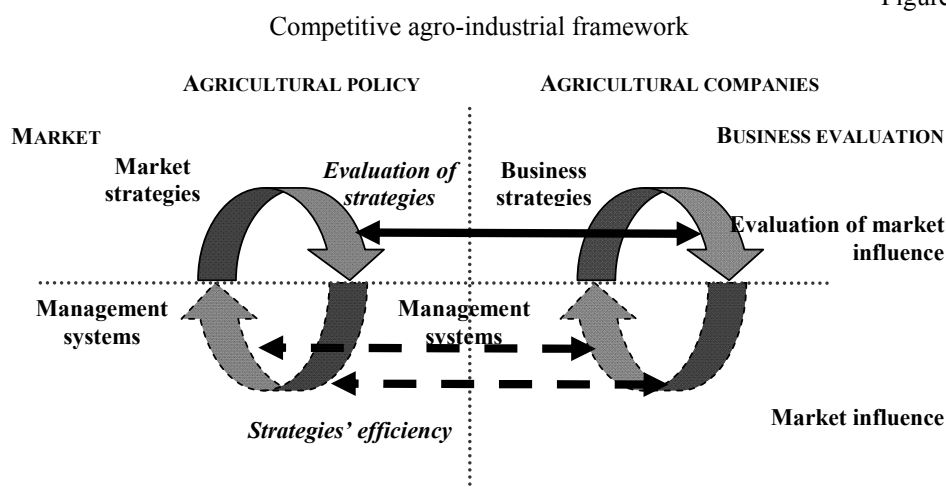 Figure
Competitive agro-industrial framework
AGRICULTURAL POLICY
AGRICULTURAL COMPANIES
MARKET
BUSINESS EVALUATION
Market
strategies
Evaluation of
strategies
Business
strategies
Evaluation of market
influence
Management
systems
Management
systems
Strategies’ efficiency
Market influence